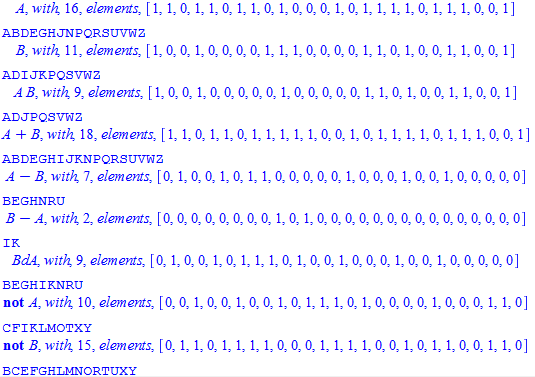 A, with, 16, elements, [1, 1, 0, 1, 1, 0, 1, 1, 0, 1, 0, 0, 0, 1, 0, 1, 1, 1, 1, 0, 1, 1, 1, 0, 0, 1]
ABDEGHJNPQRSUVWZ
B, with, 11, elements, [1, 0, 0, 1, 0, 0, 0, 0, 1, 1, 1, 0, 0, 0, 0, 1, 1, 0, 1, 0, 0, 1, 1, 0, 0, 1]
ADIJKPQSVWZ
A B, with, 9, elements, [1, 0, 0, 1, 0, 0, 0, 0, 0, 1, 0, 0, 0, 0, 0, 1, 1, 0, 1, 0, 0, 1, 1, 0, 0, 1]
ADJPQSVWZ
A + B, with, 18, elements, [1, 1, 0, 1, 1, 0, 1, 1, 1, 1, 1, 0, 0, 1, 0, 1, 1, 1, 1, 0, 1, 1, 1, 0, 0, 1]
ABDEGHIJKNPQRSUVWZ
A − B, with, 7, elements, [0, 1, 0, 0, 1, 0, 1, 1, 0, 0, 0, 0, 0, 1, 0, 0, 0, 1, 0, 0, 1, 0, 0, 0, 0, 0]
BEGHNRU
B − A, with, 2, elements, [0, 0, 0, 0, 0, 0, 0, 0, 1, 0, 1, 0, 0, 0, 0, 0, 0, 0, 0, 0, 0, 0, 0, 0, 0, 0]
IK
BdA, with, 9, elements, [0, 1, 0, 0, 1, 0, 1, 1, 1, 0, 1, 0, 0, 1, 0, 0, 0, 1, 0, 0, 1, 0, 0, 0, 0, 0]
BEGHIKNRU
not A, with, 10, elements, [0, 0, 1, 0, 0, 1, 0, 0, 1, 0, 1, 1, 1, 0, 1, 0, 0, 0, 0, 1, 0, 0, 0, 1, 1, 0]
CFIKLMOTXY
not B, with, 15, elements, [0, 1, 1, 0, 1, 1, 1, 1, 0, 0, 0, 1, 1, 1, 1, 0, 0, 1, 0, 1, 1, 0, 0, 1, 1, 0]
BCEFGHLMNORTUXY